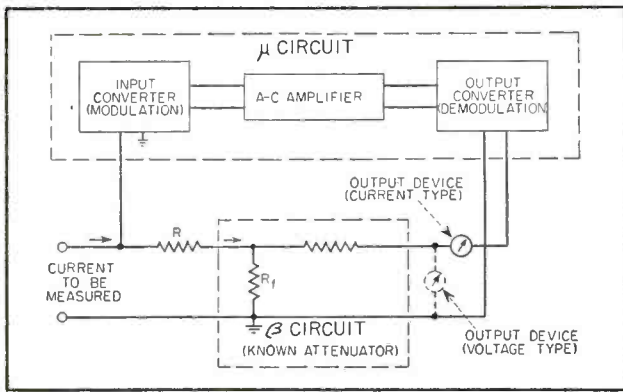 μ CIRCUIT
INPUT
CONVERTER
(MODULATION)
A-C AMPLIFIER
OUTPUT
CONVERTER
(DEMODULATION)
OUTPUT DEVICE
(CURRENT TYPE)
R
CURRENT
TO BE
MEASURED
R₁
β CIRCUIT
(KNOWN ATTENUATOR)
OUTPUT DEVICE
(VOLTAGE TYPE)